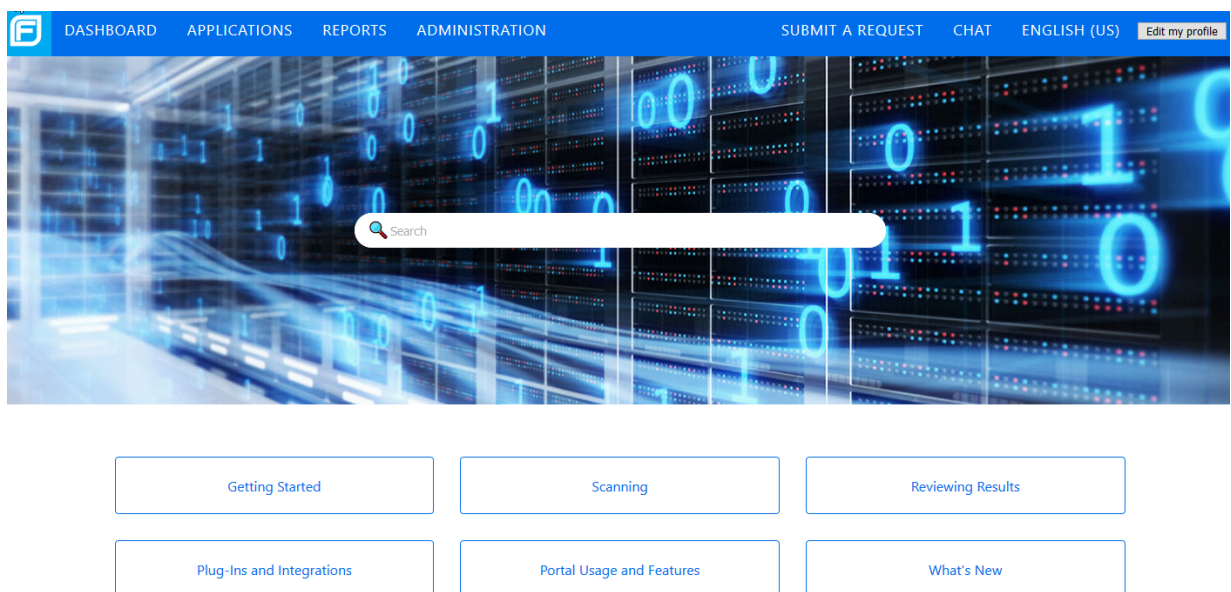 DASHBOARD APPLICATIONS REPORTS ADMINISTRATION SUBMIT A REQUEST CHAT ENGLISH (US) Edit my profile
Search
Getting Started Scanning Reviewing Results
Plug-Ins and Integrations Portal Usage and Features What's New